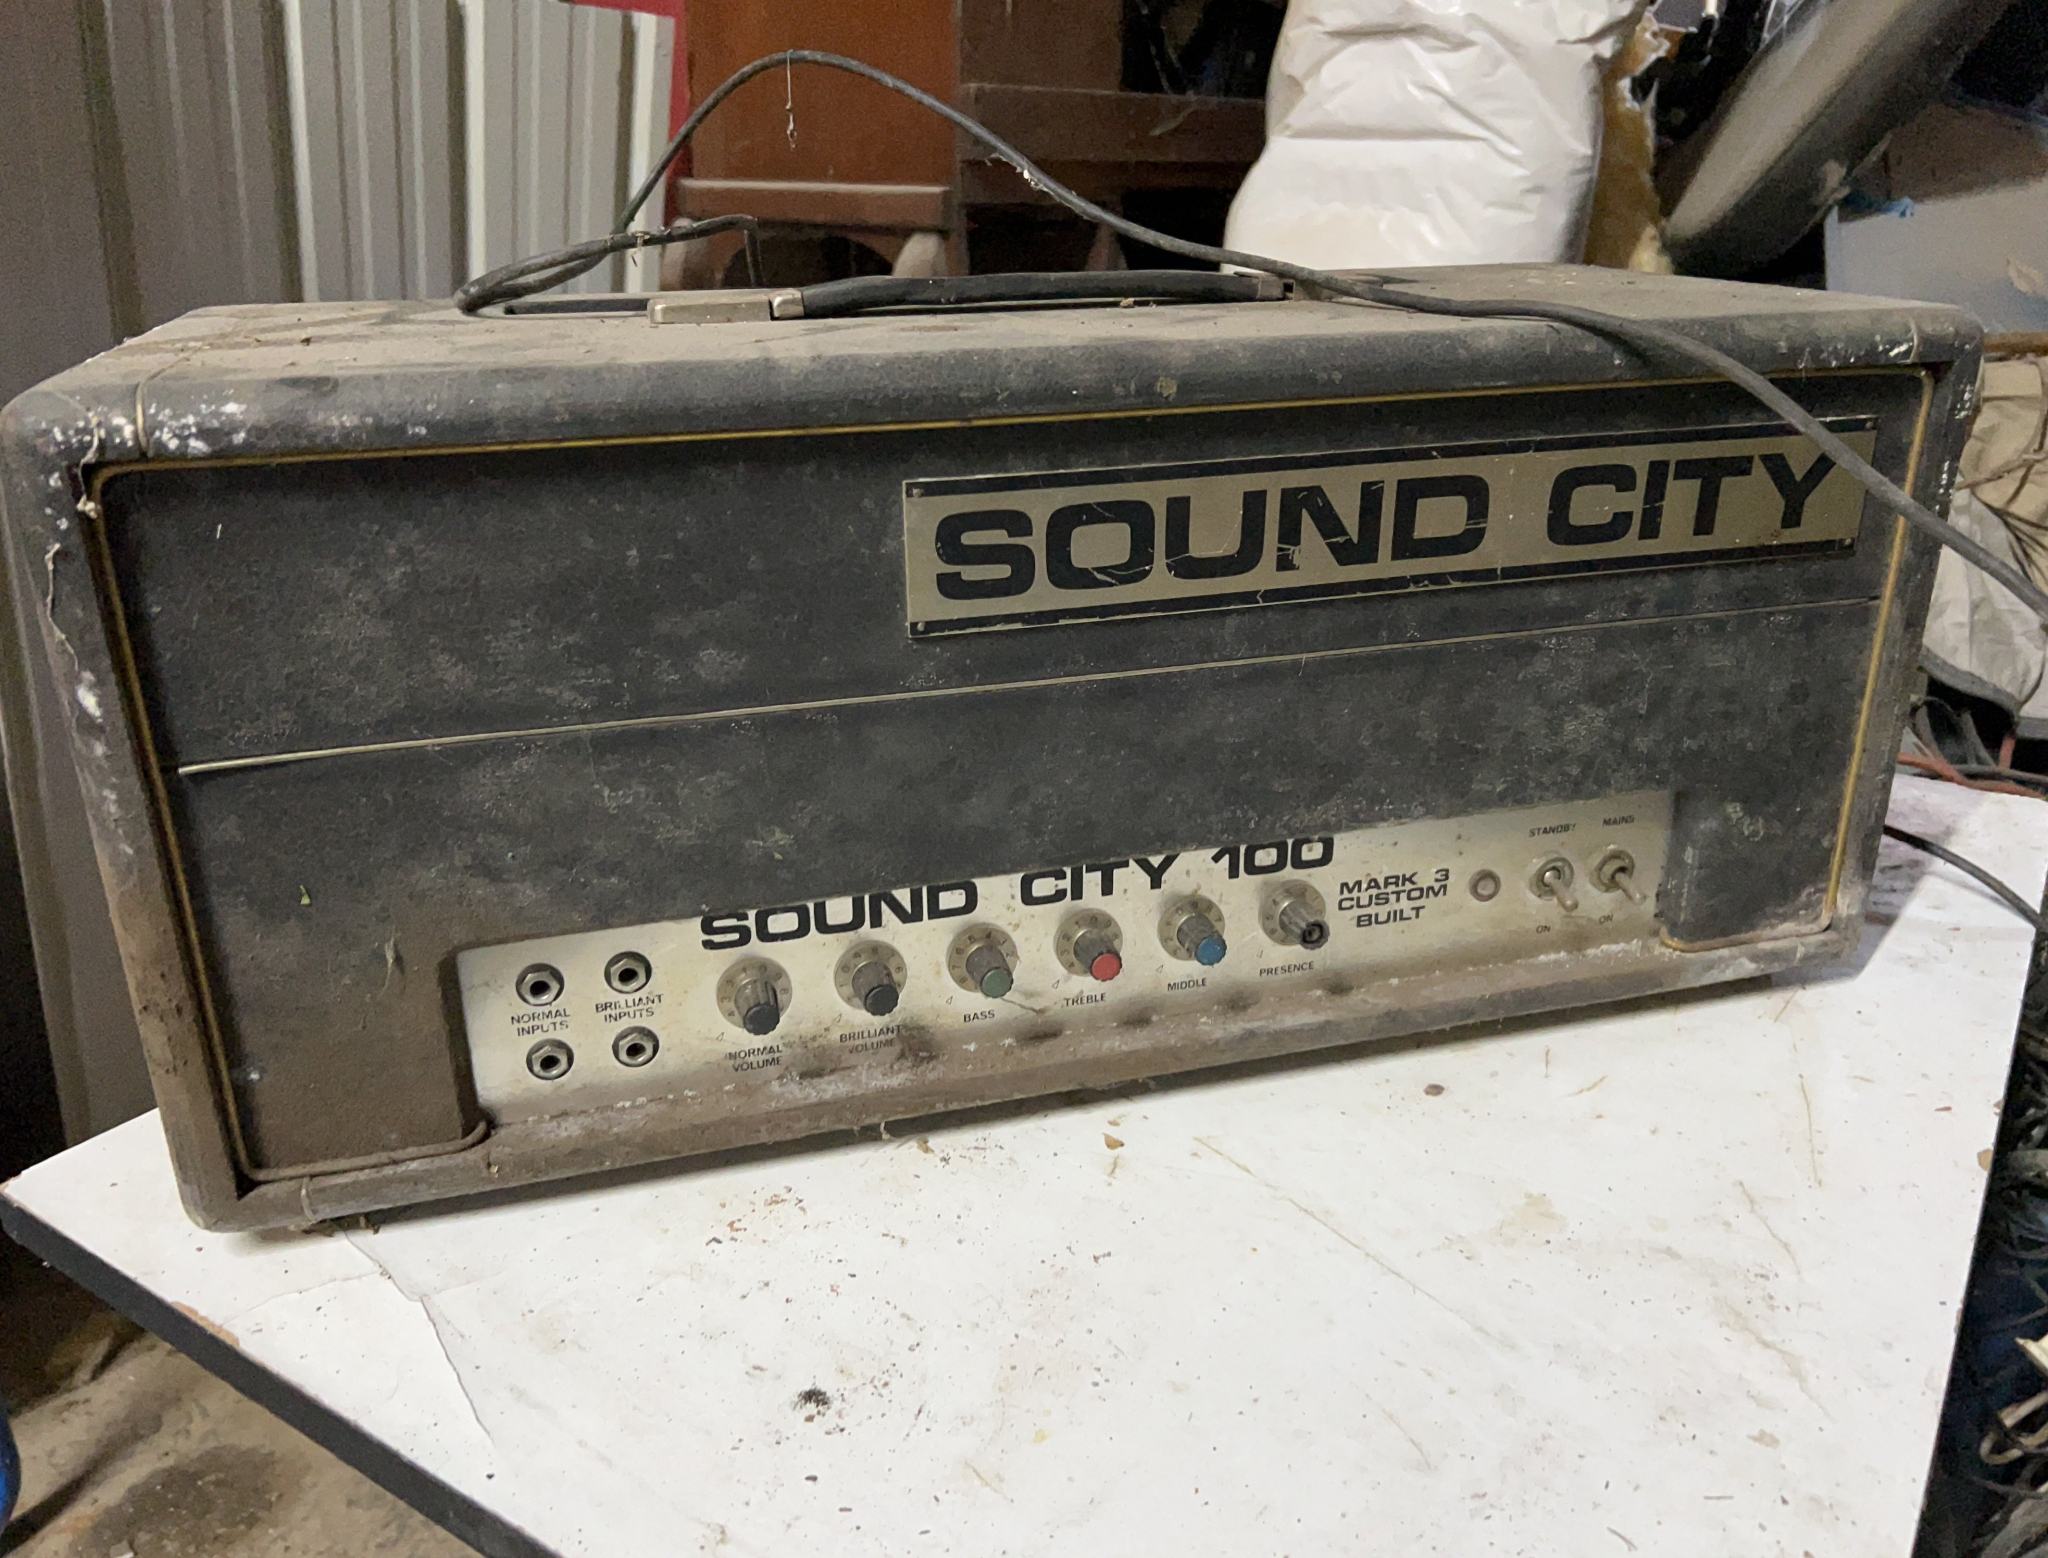 SOUND CITY
SOUND CITY 100
MARK 3
CUSTOM
BUILT
STANDBY
MAINS
ON
ON
NORMAL
INPUTS
BRILLIANT
INPUTS
NORMAL
VOLUME
BRILLIANT
VOLUME
BASS
TREBLE
MIDDLE
PRESENCE